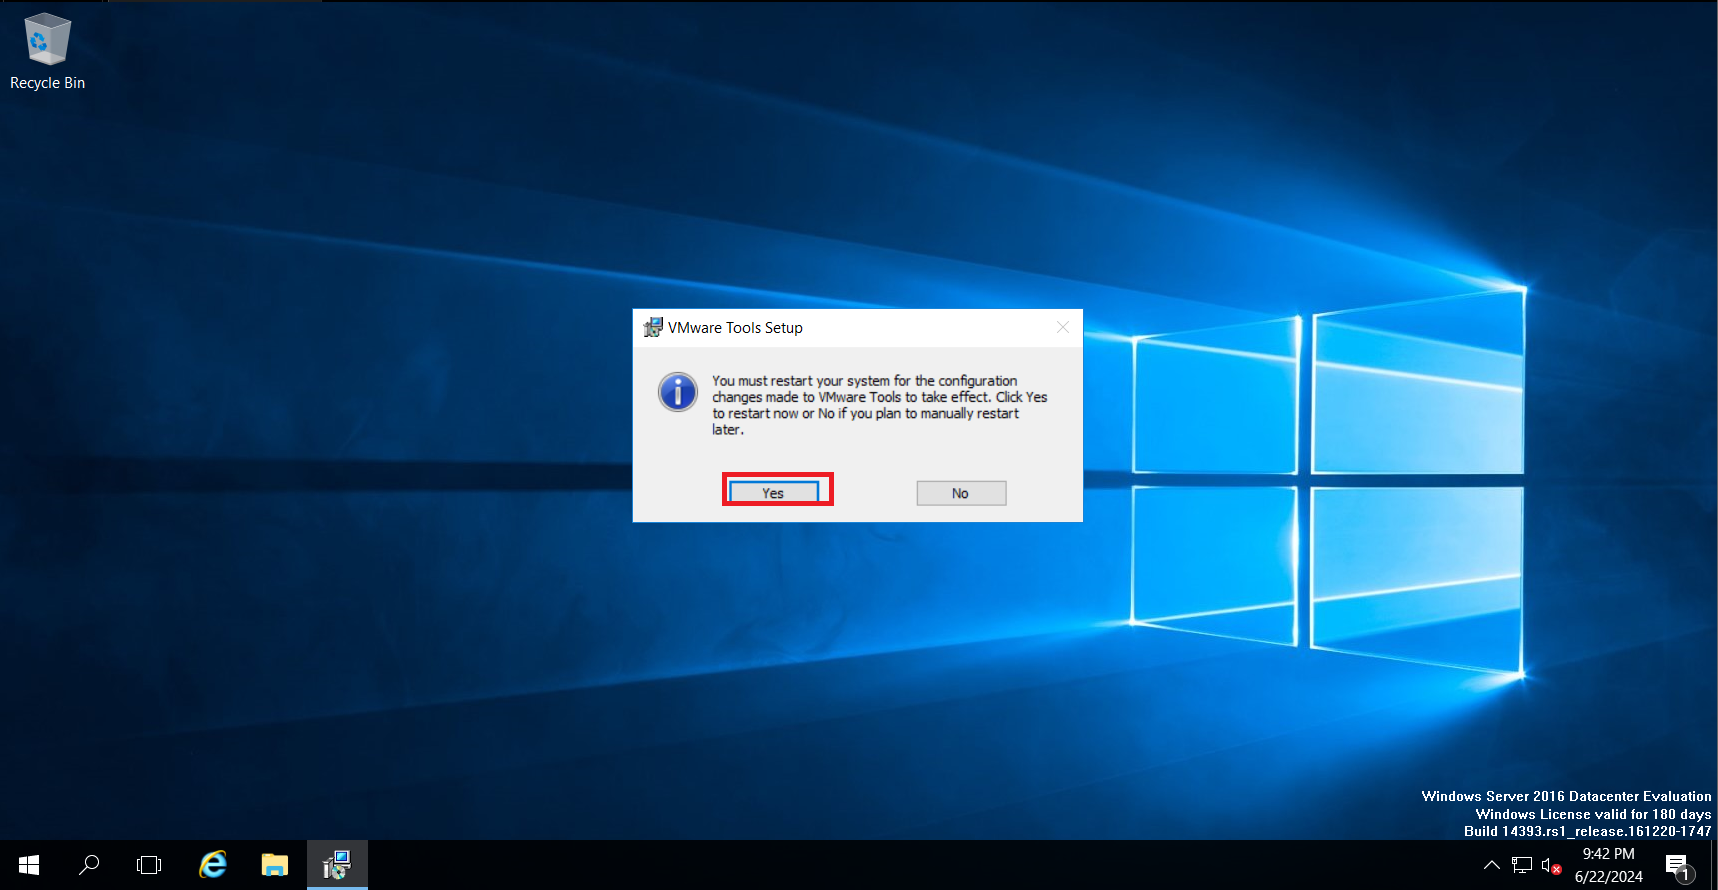 Recycle Bin
VMware Tools Setup
You must restart your system for the configuration
changes made to VMware Tools to take effect. Click Yes
to restart now or No if you plan to manually restart
later.
Yes
No
Windows Server 2016 Datacenter Evaluation
Windows License valid for 180 days
Build 14393.rs1_release.161220-1747
9:42 PM
6/22/2024
1